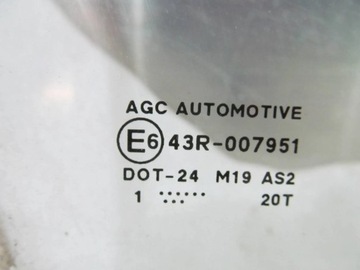 AGC AUTOMOTIVE
E6 43R-007951
DOT-24 M19 AS2
1 20T